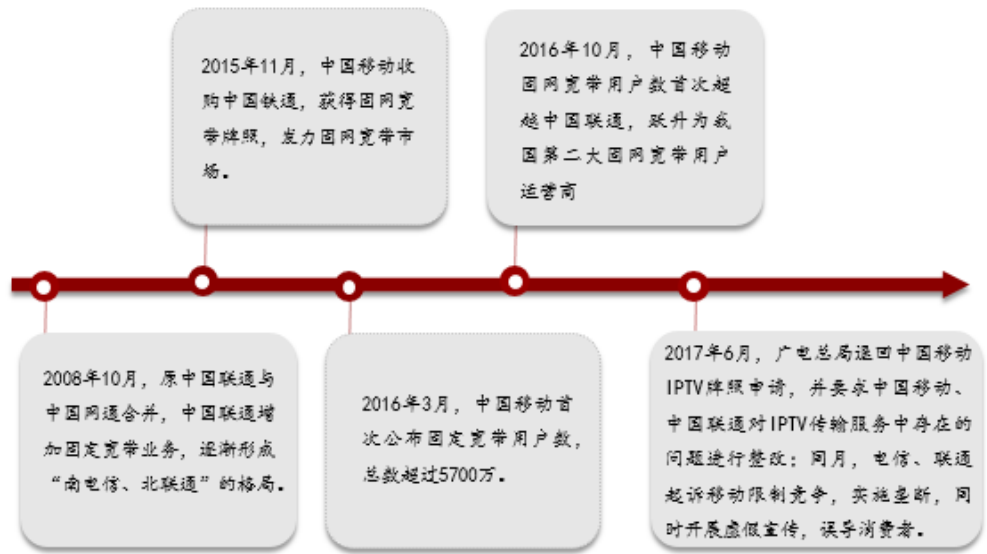 2015年11月，中国移动收
购中国铁通，获得固网宽
带牌照，发力固网宽带市
场。
2016年10月，中国移动
固网宽带用户数首次超
越中国联通，跃升为我
国第二大固网宽带用户
运营商
2008年10月，原中国联通与
中国网通合并，中国联通增
加固定宽带业务，逐渐形成
“南电信、北联通”的格局。
2016年3月，中国移动首
次公布固定宽带用户数，
总数超过5700万。
2017年6月，广电总局退回中国移动
IPTV牌照申请，并要求中国移动、
中国联通对IPTV传输服务中存在的
问题进行整改；同月，电信、联通
起诉移动限制竞争，实施垄断，同
时开展虚假宣传，误导消费者。